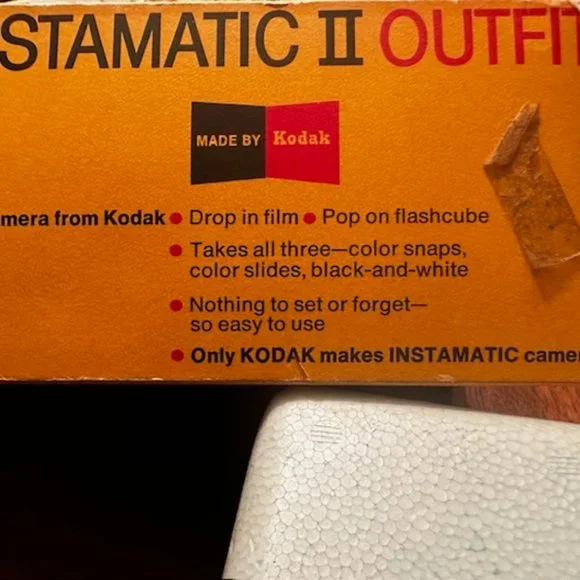 STAMATIC II OUTFIT
MADE BY Kodak
mera from Kodak • Drop in film • Pop on flashcube
• Takes all three—color snaps,
color slides, black-and-white
• Nothing to set or forget—
so easy to use
• Only KODAK makes INSTAMATIC camer